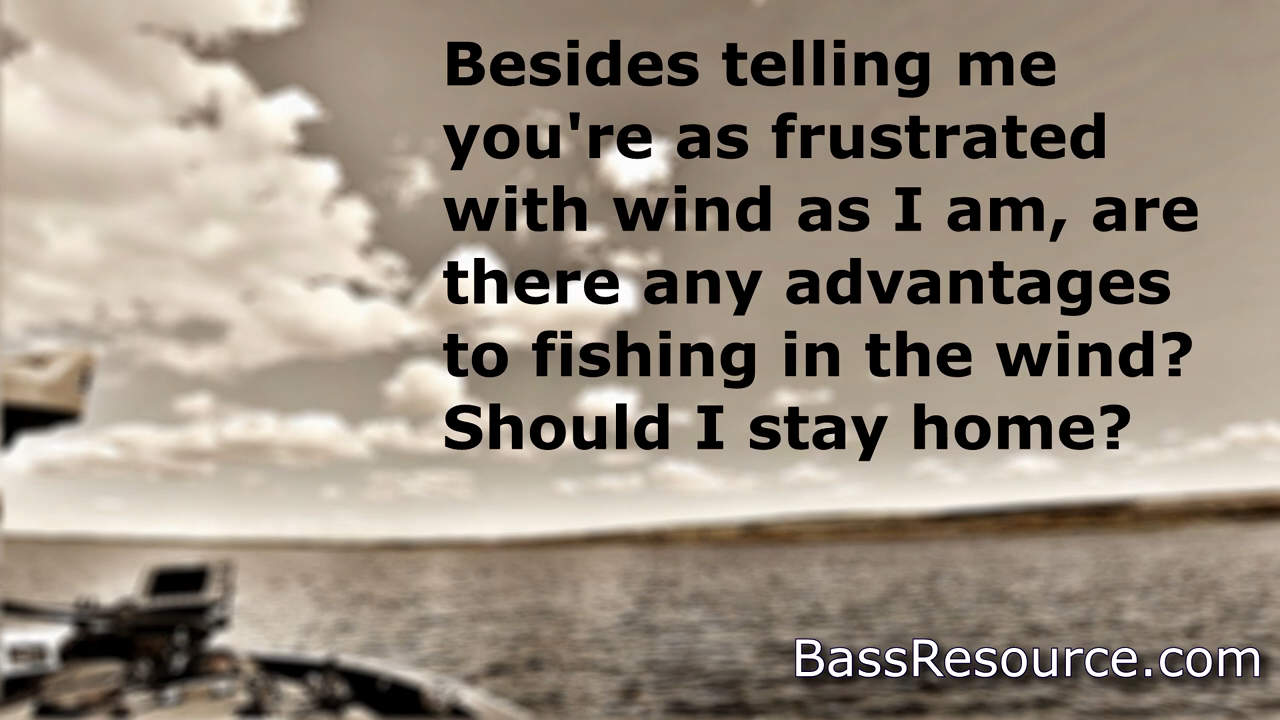 Besides telling me
you're as frustrated
with wind as I am, are
there any advantages
to fishing in the wind?
Should I stay home?
BassResource.com